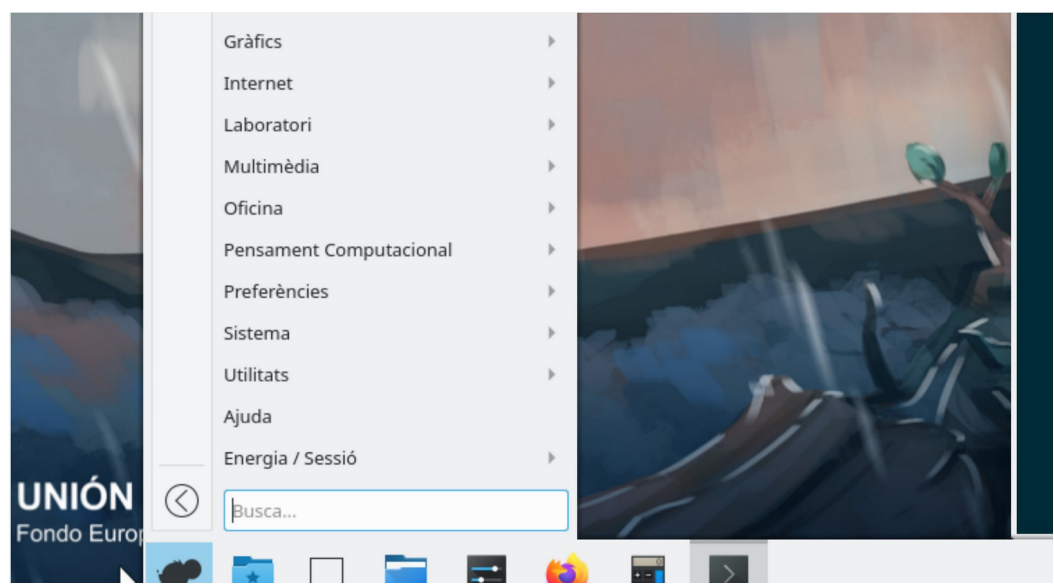 Gràfics
Internet
Laboratori
Multimèdia
Oficina
Pensament Computacional
Preferències
Sistema
Utilitats
Ajuda
Energia / Sessió
Busca...
UNIÓN
Fondo Europ